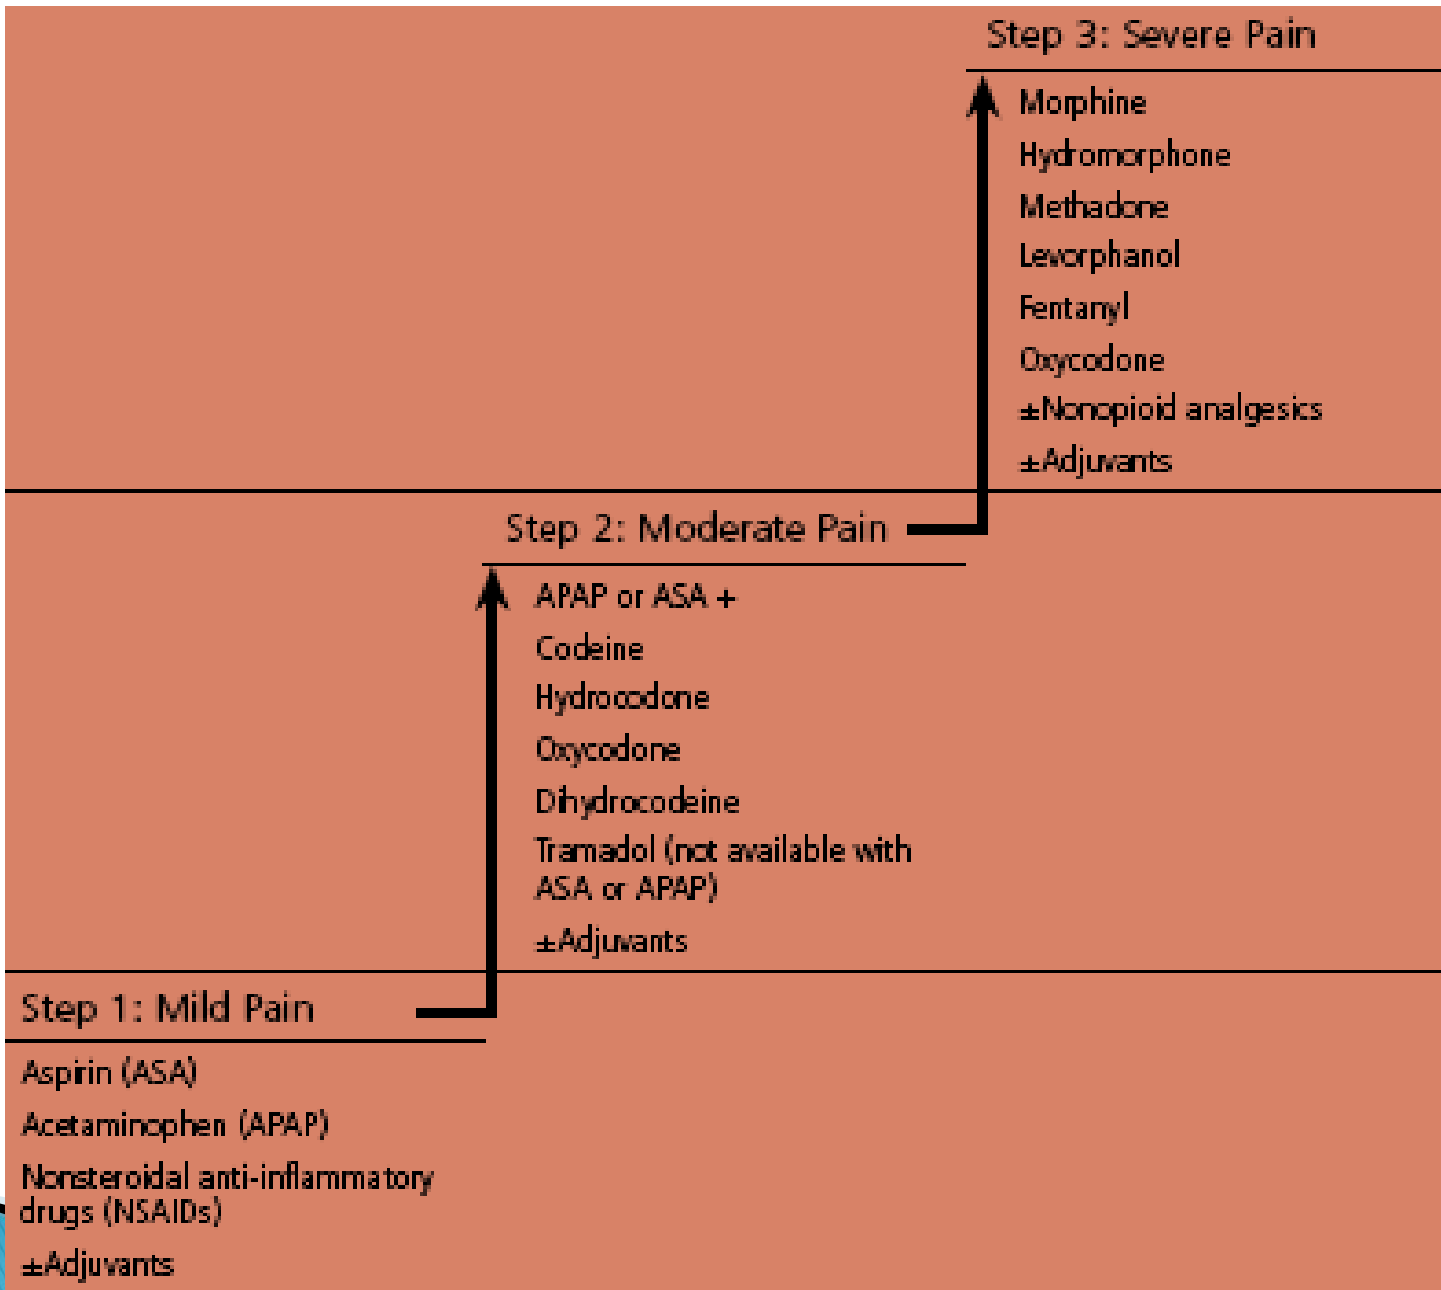 Step 3: Severe Pain
Morphine
Hydromorphone
Methadone
Levorphanol
Fentanyl
Oxycodone
±Nonopioid analgesics
±Adjuvants
Step 2: Moderate Pain
APAP or ASA +
Codeine
Hydrocodone
Oxycodone
Dihydrocodeine
Tramadol (not available with
ASA or APAP)
±Adjuvants
Step 1: Mild Pain
Aspirin (ASA)
Acetaminophen (APAP)
Nonsteroidal anti-inflammatory
drugs (NSAIDs)
±Adjuvants